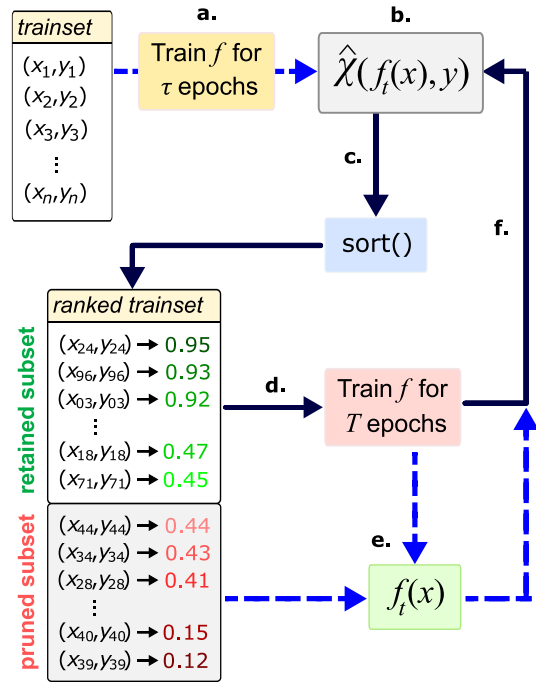 a.
b.
trainset
(x₁,y₁)
(x₂,y₂)
(x₃,y₃)
⋮
(xₙ,yₙ)
Train f for
τ epochs
χ̂(fₜ(x), y)
c.
f.
sort()
ranked trainset
retained subset
(x₂₄,y₂₄) → 0.95
(x₉₆,y₉₆) → 0.93
(x₀₃,y₀₃) → 0.92
⋮
(x₁₈,y₁₈) → 0.47
(x₇₁,y₇₁) → 0.45
d.
Train f for
T epochs
pruned subset
(x₄₄,y₄₄) → 0.44
(x₃₄,y₃₄) → 0.43
(x₂₈,y₂₈) → 0.41
⋮
(x₄₀,y₄₀) → 0.15
(x₃₉,y₃₉) → 0.12
e.
fₜ(x)